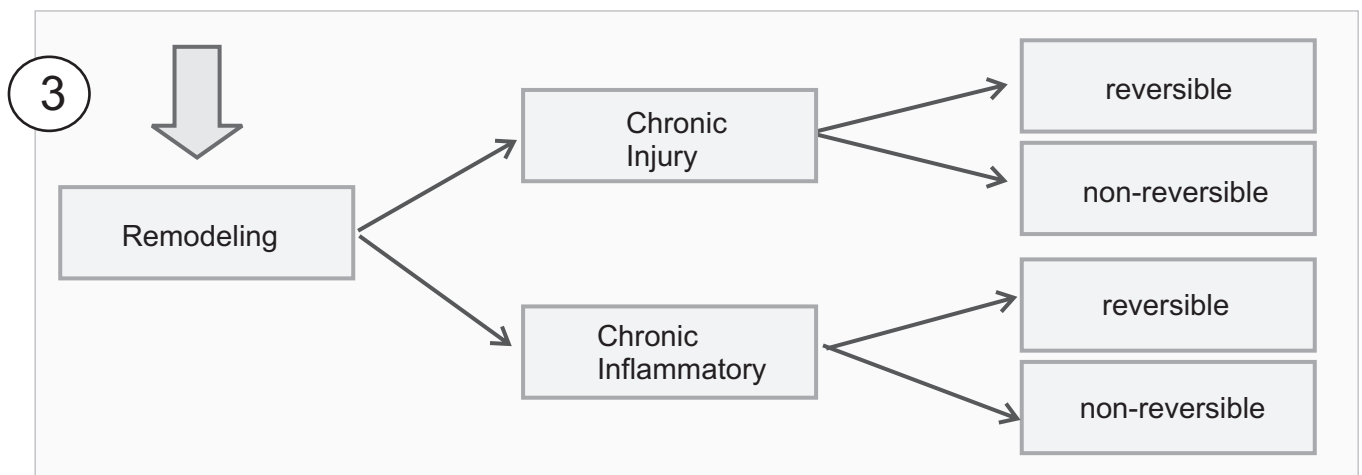 3
Remodeling
Chronic
Injury
reversible
non-reversible
Chronic
Inflammatory
reversible
non-reversible